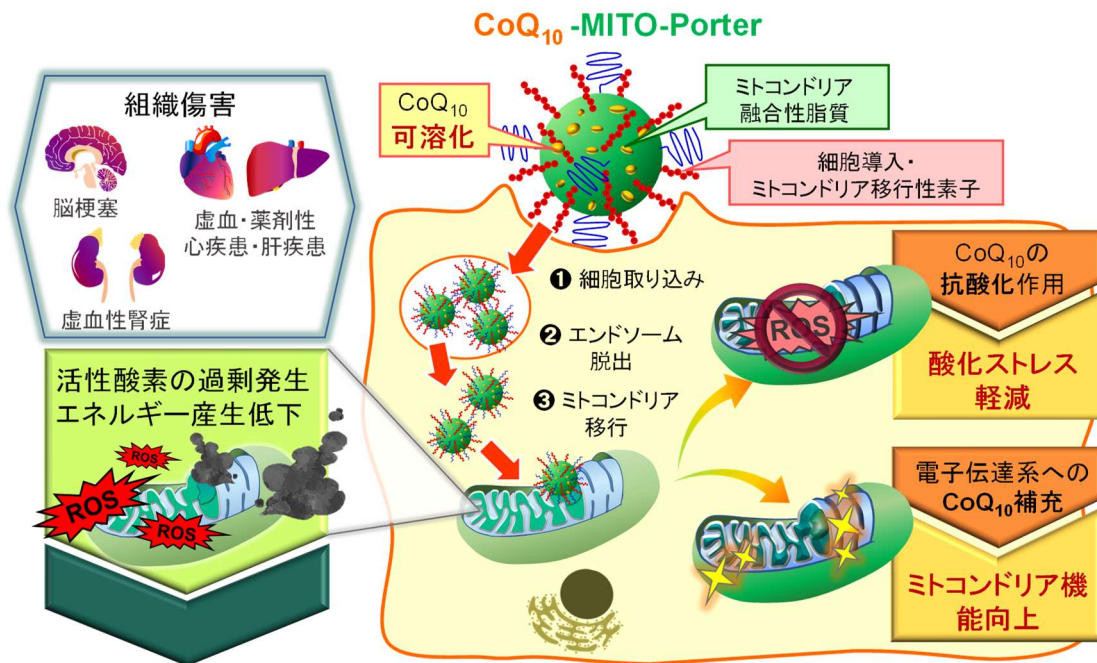 CoQ10-MITO-Porter
組織傷害
脳梗塞
虚血・薬剤性
心疾患・肝疾患
虚血性腎症
活性酸素の過剰発生
エネルギー産生低下
ROS
ROS
ROS
CoQ10
可溶化
ミトコンドリア
融合性脂質
細胞導入・
ミトコンドリア移行性素子
❶ 細胞取り込み
❷ エンドソーム
脱出
❸ ミトコンドリア
移行
ROS
CoQ10の
抗酸化作用
酸化ストレス
軽減
電子伝達系への
CoQ10補充
ミトコンドリア機
能向上